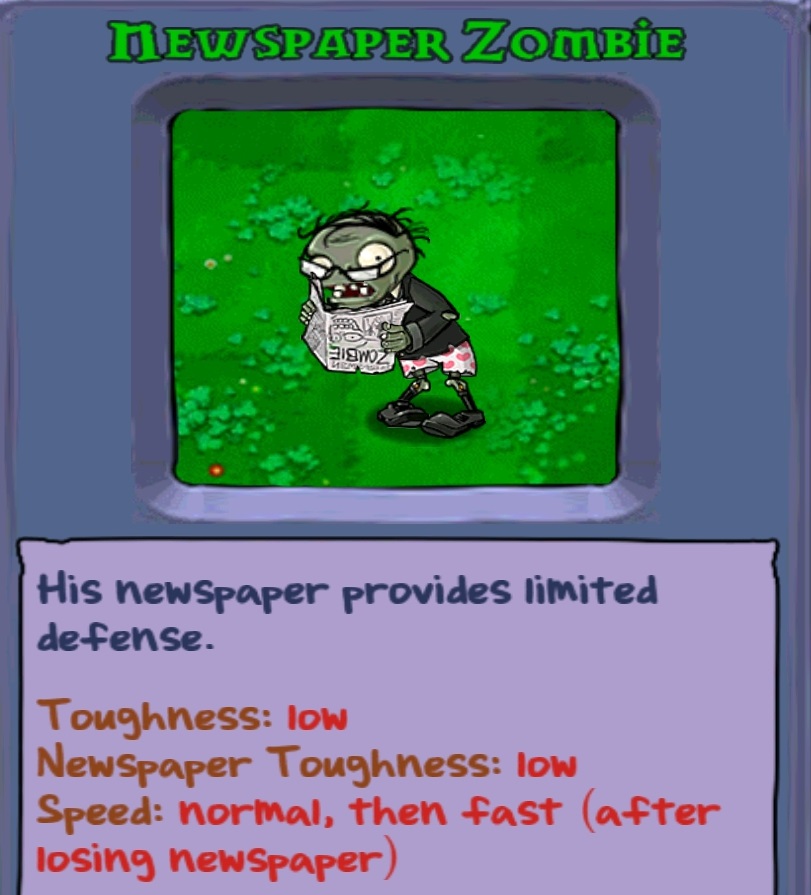 Newspaper Zombie
ZOMBIE
His newspaper provides limited
defense.
Toughness: low
Newspaper Toughness: low
Speed: normal, then fast (after
losing newspaper)